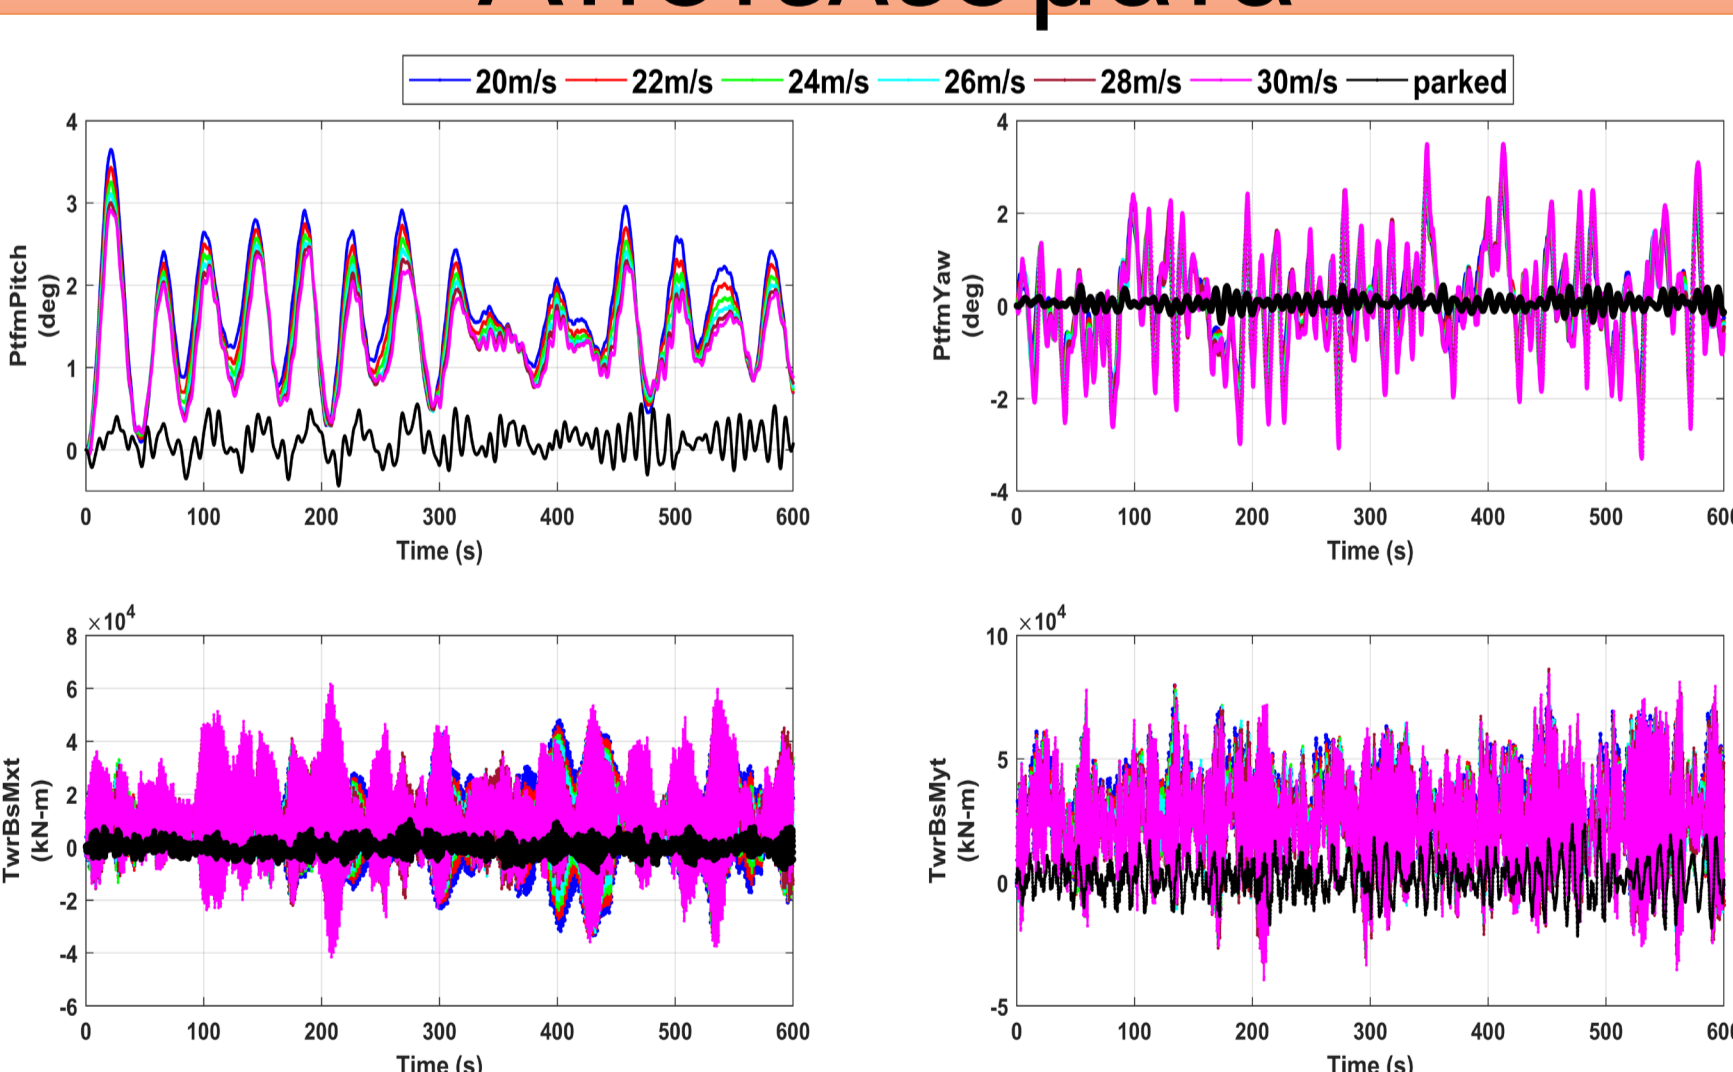 Αποτελέσματα
20m/s 22m/s 24m/s 26m/s 28m/s 30m/s parked
PtfmPitch
(deg)
4
3
2
1
0
0 100 200 300 400 500 600
Time (s)
PtfmYaw
(deg)
4
2
0
-2
-4
0 100 200 300 400 500 600
Time (s)
TwrBsMxt
(kN-m)
×10⁴
8
6
4
2
0
-2
-4
-6
0 100 200 300 400 500 600
Time (s)
TwrBsMyt
(kN-m)
×10⁴
10
5
0
-5
0 100 200 300 400 500 600
Time (s)